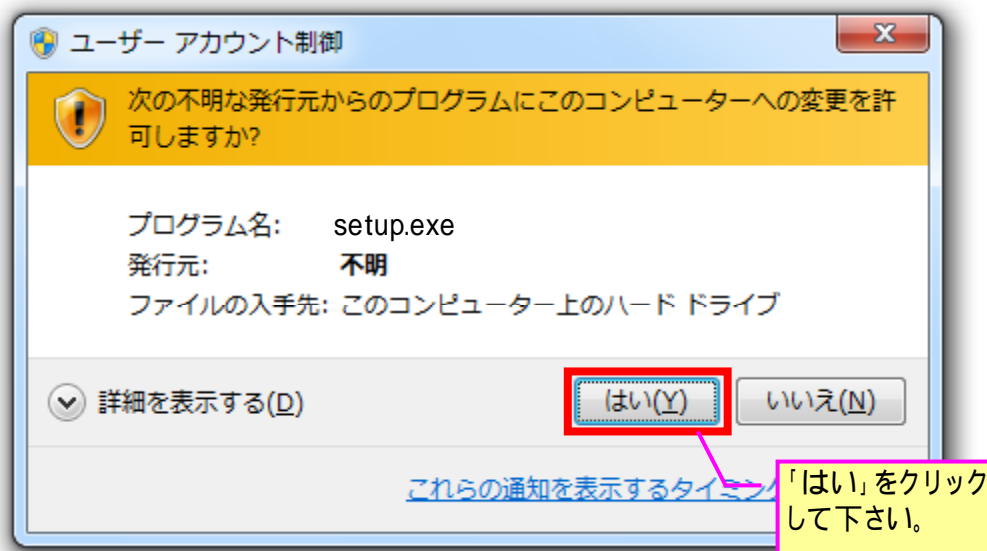 ユーザー アカウント制御
次の不明な発行元からのプログラムにこのコンピューターへの変更を許
可しますか?
プログラム名: setup.exe
発行元: 不明
ファイルの入手先: このコンピューター上のハード ドライブ
詳細を表示する(D)
はい(Y)
いいえ(N)
これらの通知を表示するタイミング
「はい」をクリック
して下さい。